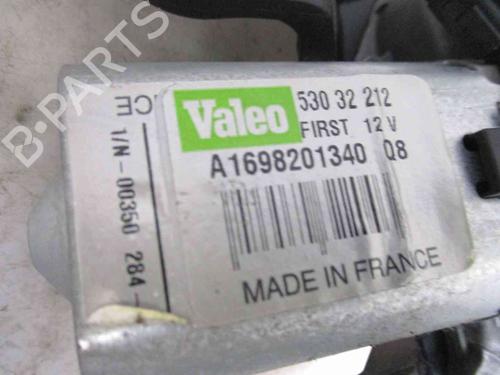 Valeo
530 32 212
FIRST 12 V
A1698201340 Q8
MADE IN FRANCE
CE
1/N-00350 284-
B-PARTS